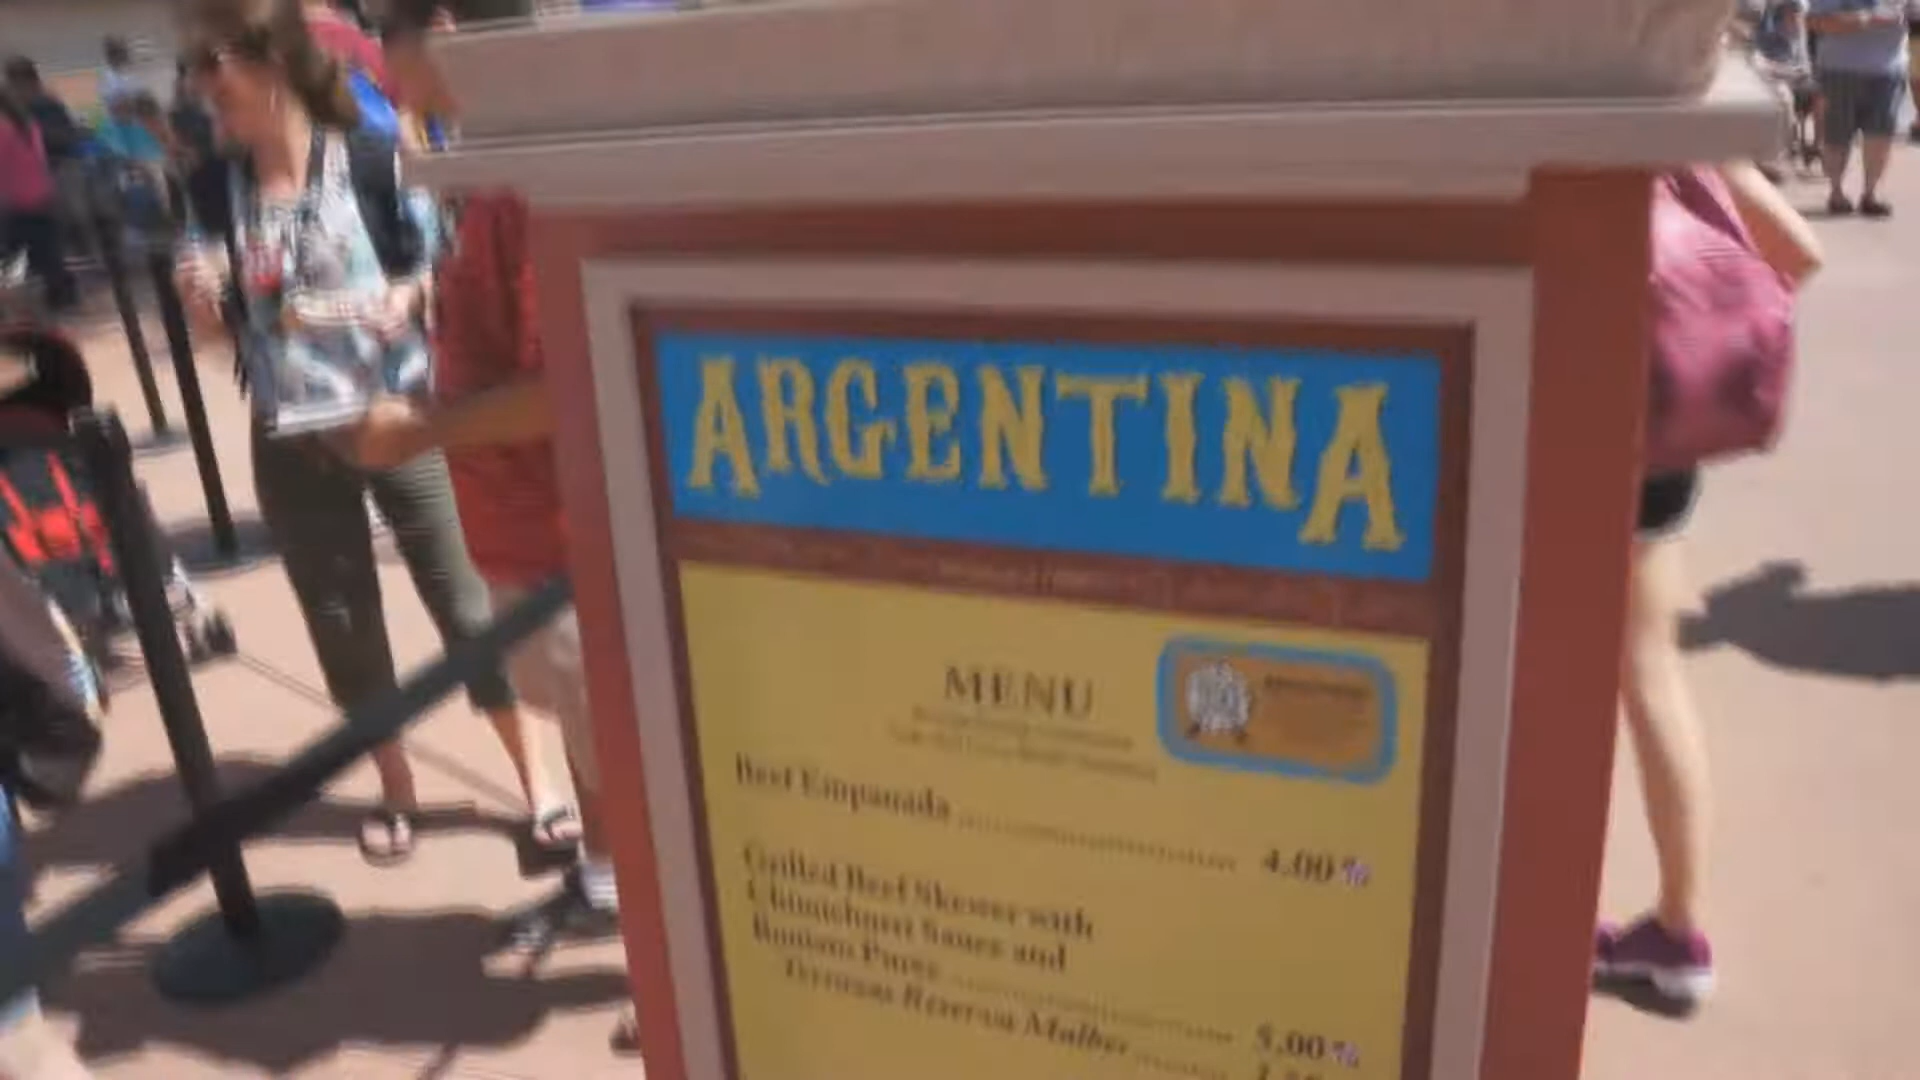 ARGENTINA
MENU
Beef Empanada 4.00
Grilled Beef Skewer with
Chimichurri Sauce and
Boniato Puree 5.00
Terrazas Reserva Malbec